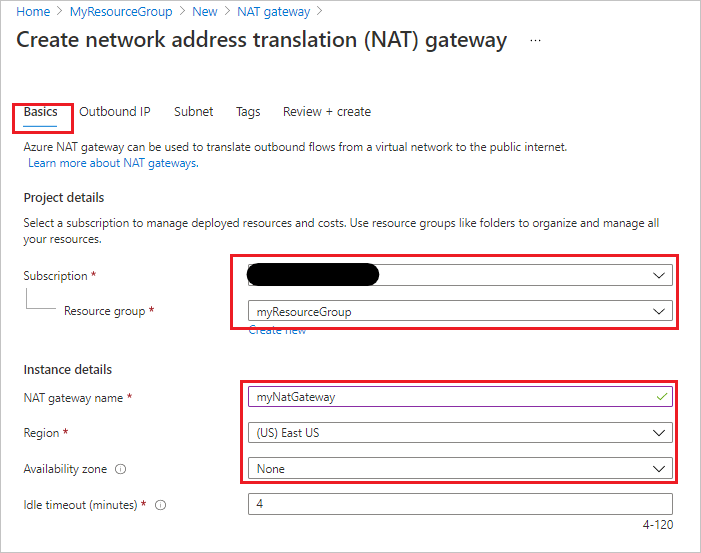 Home > MyResourceGroup > New > NAT gateway >
Create network address translation (NAT) gateway ...
Basics Outbound IP Subnet Tags Review + create
Azure NAT gateway can be used to translate outbound flows from a virtual network to the public internet.
Learn more about NAT gateways.
Project details
Select a subscription to manage deployed resources and costs. Use resource groups like folders to organize and manage all
your resources.
Subscription *
Resource group * myResourceGroup
Create new
Instance details
NAT gateway name * myNatGateway
Region * (US) East US
Availability zone None
Idle timeout (minutes) * 4
4-120